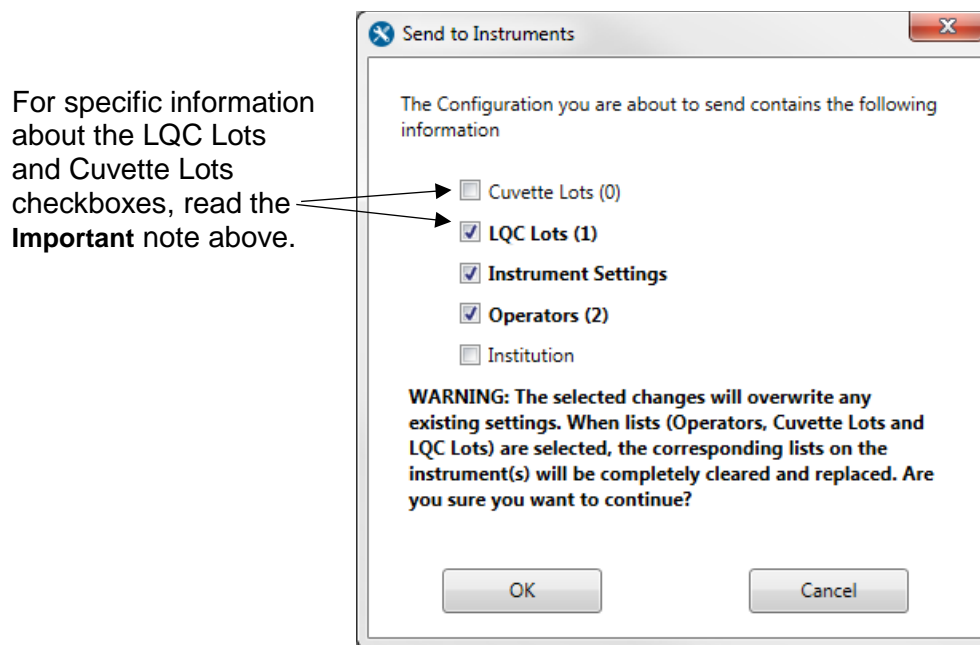 Send to Instruments
For specific information
about the LQC Lots
and Cuvette Lots
checkboxes, read the
Important note above.
The Configuration you are about to send contains the following
information
Cuvette Lots (0)
LQC Lots (1)
Instrument Settings
Operators (2)
Institution
WARNING: The selected changes will overwrite any
existing settings. When lists (Operators, Cuvette Lots and
LQC Lots) are selected, the corresponding lists on the
instrument(s) will be completely cleared and replaced. Are
you sure you want to continue?
OK
Cancel